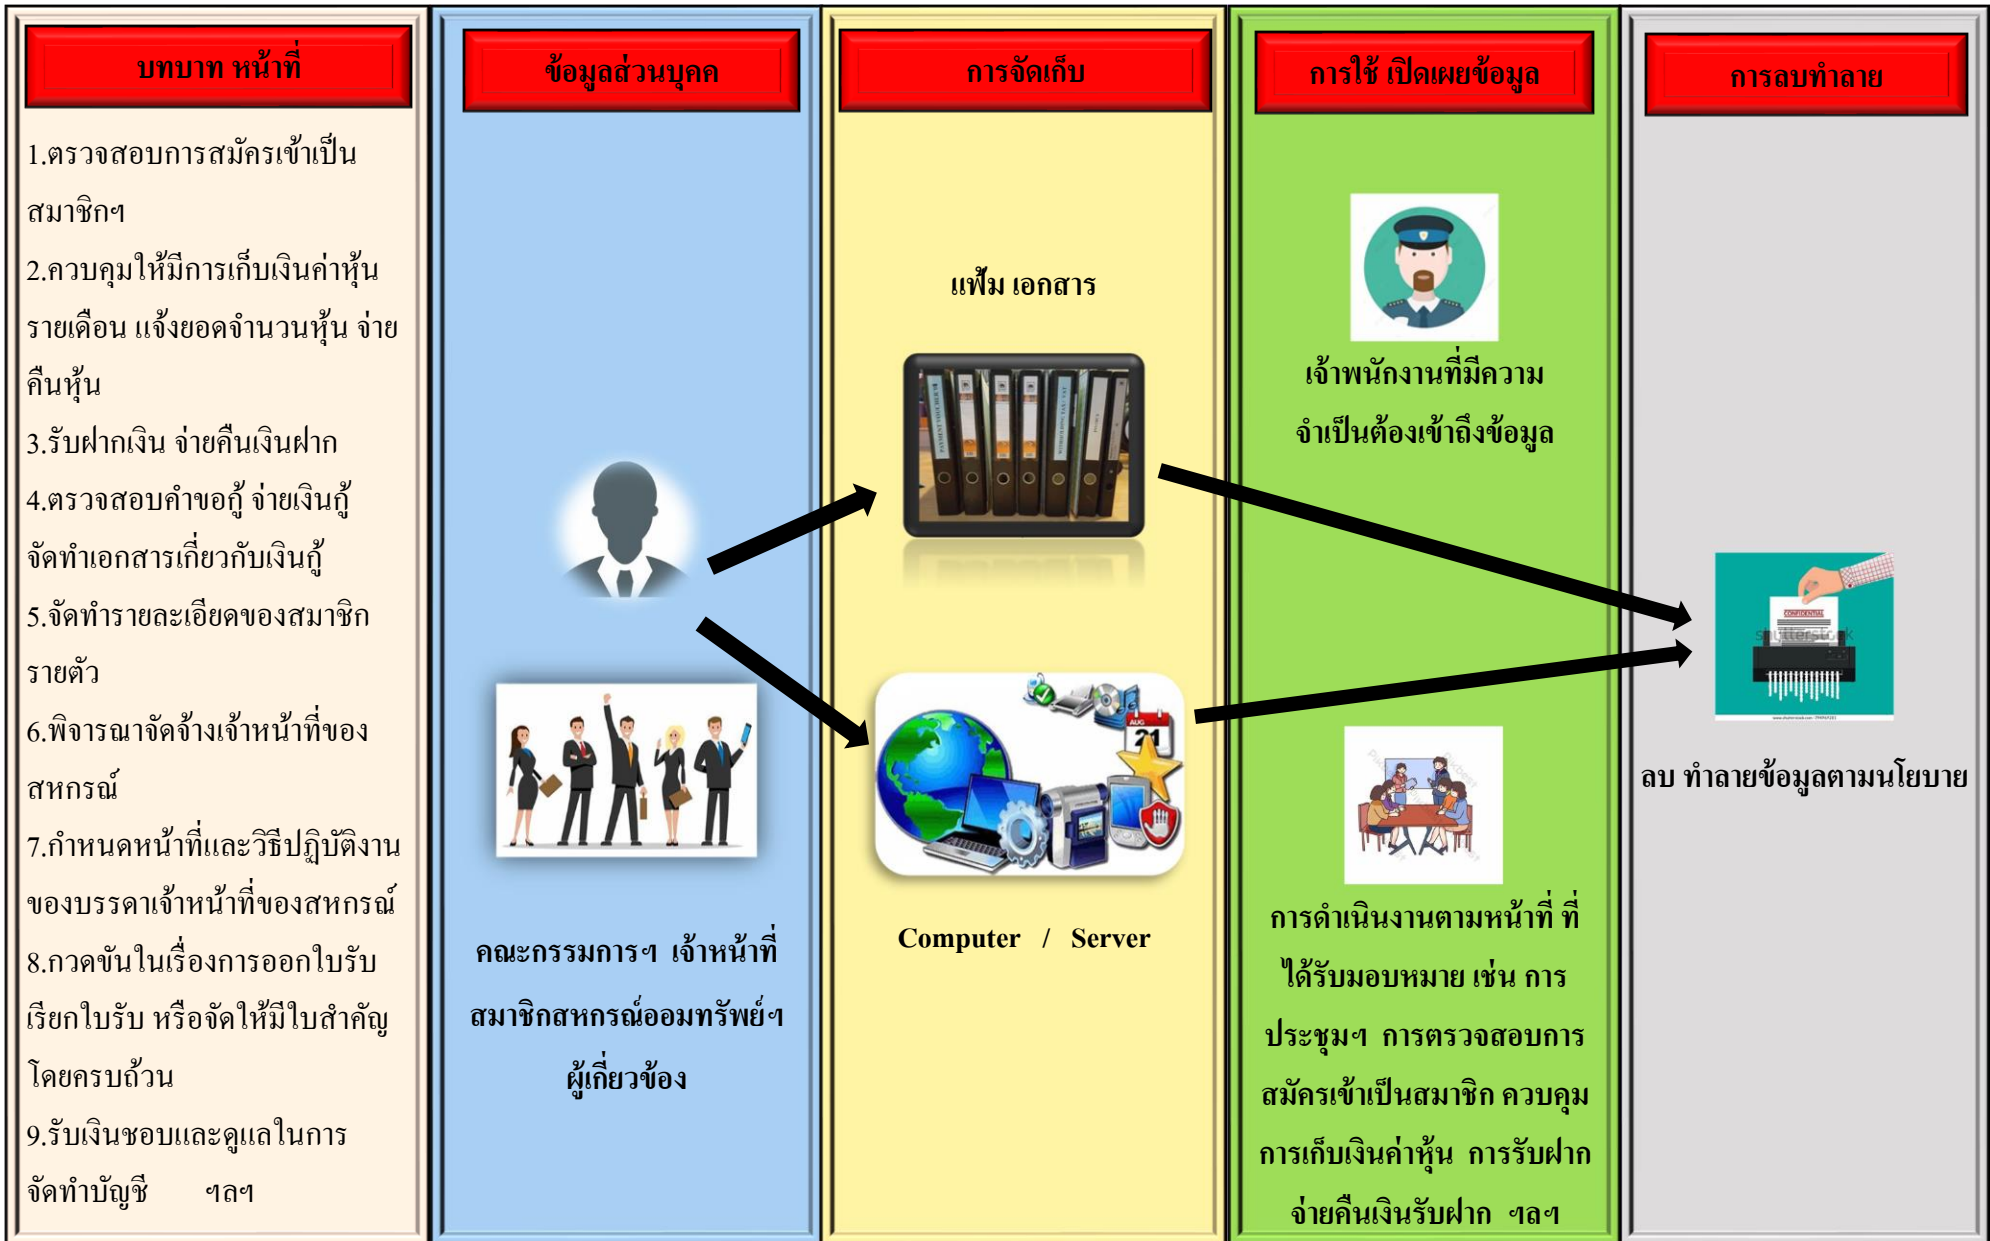 บทบาท หน้าที่
1.ตรวจสอบการสมัครเข้าเป็น
สมาชิกฯ
2.ควบคุมให้มีการเก็บเงินค่าหุ้น
รายเดือน แจ้งยอดจำนวนหุ้น จ่าย
คืนหุ้น
3.รับฝากเงิน จ่ายคืนเงินฝาก
4.ตรวจสอบคำขอกู้ จ่ายเงินกู้
จัดทำเอกสารเกี่ยวกับเงินกู้
5.จัดทำรายละเอียดของสมาชิก
รายตัว
6.พิจารณาจัดจ้างเจ้าหน้าที่ของ
สหกรณ์
7.กำหนดหน้าที่และวิธีปฏิบัติงาน
ของบรรดาเจ้าหน้าที่ของสหกรณ์
8.กวดขันในเรื่องการออกใบรับ
เรียกใบรับ หรือจัดให้มีใบสำคัญ
โดยครบถ้วน
9.รับเงินชอบและดูแลในการ
จัดทำบัญชี ฯลฯ
ข้อมูลส่วนบุคค
คณะกรรมการฯ เจ้าหน้าที่
สมาชิกสหกรณ์ออมทรัพย์ฯ
ผู้เกี่ยวข้อง
การจัดเก็บ
แฟ้ม เอกสาร
AUG
21
Computer / Server
การใช้ เปิดเผยข้อมูล
เจ้าพนักงานที่มีความ
จำเป็นต้องเข้าถึงข้อมูล
การดำเนินงานตามหน้าที่ ที่
ได้รับมอบหมาย เช่น การ
ประชุมฯ การตรวจสอบการ
สมัครเข้าเป็นสมาชิก ควบคุม
การเก็บเงินค่าหุ้น การรับฝาก
จ่ายคืนเงินรับฝาก ฯลฯ
การลบทำลาย
CONFIDENTIAL
shutterstock
ลบ ทำลายข้อมูลตามนโยบาย